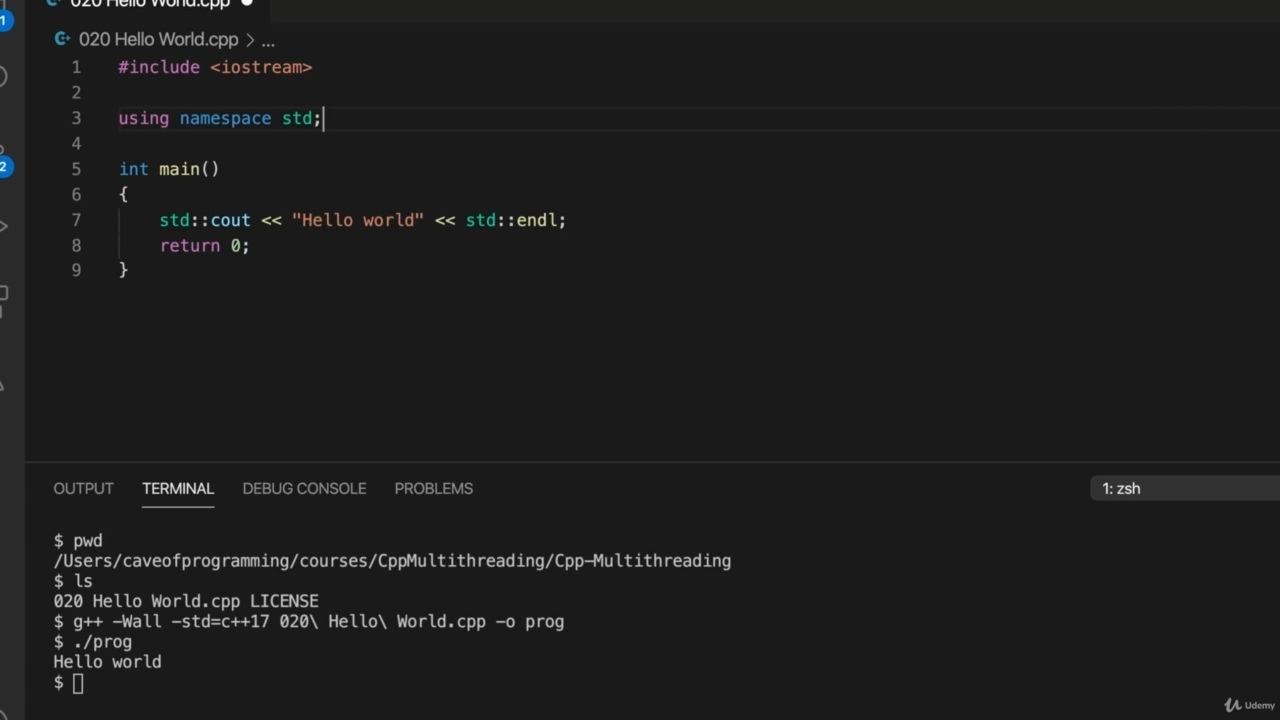 020 Hello World.cpp
020 Hello World.cpp > ...
1 #include <iostream>
2
3 using namespace std;
4
5 int main()
6 {
7 std::cout << "Hello world" << std::endl;
8 return 0;
9 }
1
2
OUTPUT TERMINAL DEBUG CONSOLE PROBLEMS 1: zsh
$ pwd
/Users/caveofprogramming/courses/CppMultithreading/Cpp-Multithreading
$ ls
020 Hello World.cpp LICENSE
$ g++ -Wall -std=c++17 020\ Hello\ World.cpp -o prog
$ ./prog
Hello world
$
Udemy